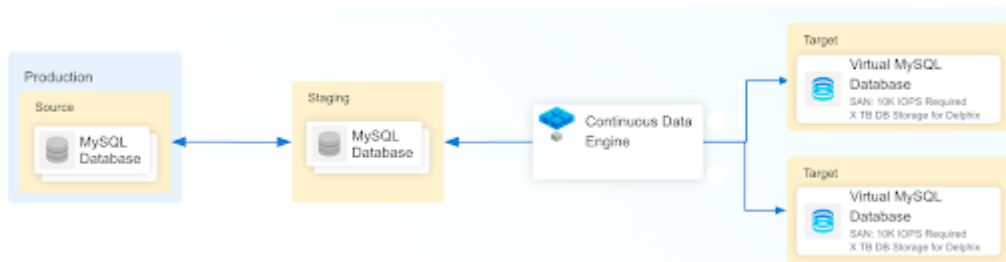 Production
Source
MySQL
Database
Staging
MySQL
Database
Continuous Data
Engine
Target
Virtual MySQL
Database
SAN: 10K IOPS Required
X TB DB Storage for Delphix
Target
Virtual MySQL
Database
SAN: 10K IOPS Required
X TB DB Storage for Delphix